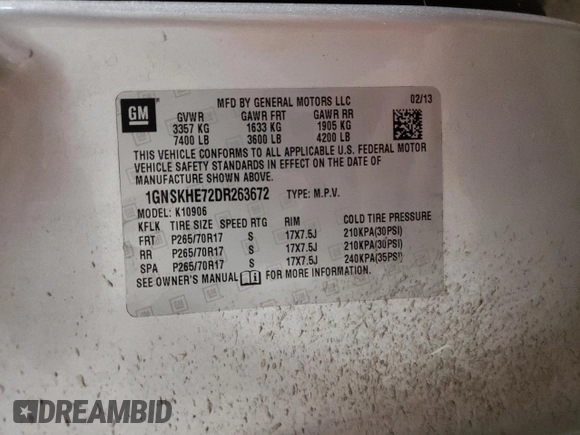 GM
MFD BY GENERAL MOTORS LLC 02/13
GVWR GAWR FRT GAWR RR
3357 KG 1633 KG 1905 KG
7400 LB 3600 LB 4200 LB
THIS VEHICLE CONFORMS TO ALL APPLICABLE U.S. FEDERAL MOTOR
VEHICLE SAFETY STANDARDS IN EFFECT ON THE DATE OF
MANUFACTURE SHOWN ABOVE.
1GNSKHE72DR263672 TYPE: M.P.V.
MODEL: K10906
KFLK TIRE SIZE SPEED RTG RIM COLD TIRE PRESSURE
FRT P265/70R17 S 17X7.5J 210KPA(30PSI)
RR P265/70R17 S 17X7.5J 210KPA(30PSI)
SPA P265/70R17 S 17X7.5J 240KPA(35PSI)
SEE OWNER'S MANUAL FOR MORE INFORMATION.
DREAMBID